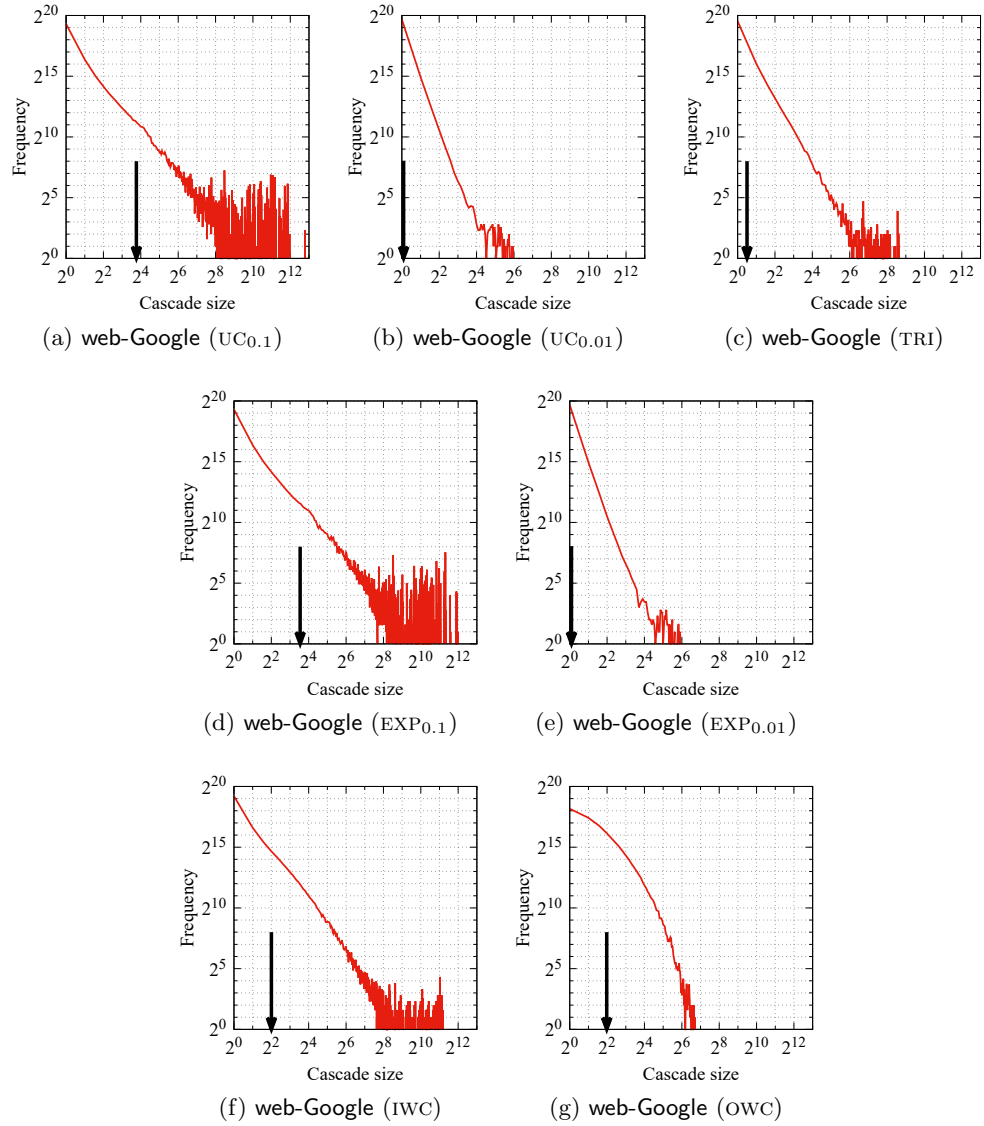 2^20 2^20 2^20
2^15 2^15 2^15
Frequency Frequency Frequency
2^10 2^10 2^10
2^5 2^5 2^5
2^0 2^0 2^0
2^0 2^2 2^4 2^6 2^8 2^10 2^12 2^0 2^2 2^4 2^6 2^8 2^10 2^12 2^0 2^2 2^4 2^6 2^8 2^10 2^12
Cascade size Cascade size Cascade size
(a) web-Google (UC0.1) (b) web-Google (UC0.01) (c) web-Google (TRI)
2^20 2^20
2^15 2^15
Frequency Frequency
2^10 2^10
2^5 2^5
2^0 2^0
2^0 2^2 2^4 2^6 2^8 2^10 2^12 2^0 2^2 2^4 2^6 2^8 2^10 2^12
Cascade size Cascade size
(d) web-Google (EXP0.1) (e) web-Google (EXP0.01)
2^20 2^20
2^15 2^15
Frequency Frequency
2^10 2^10
2^5 2^5
2^0 2^0
2^0 2^2 2^4 2^6 2^8 2^10 2^12 2^0 2^2 2^4 2^6 2^8 2^10 2^12
Cascade size Cascade size
(f) web-Google (IWC) (g) web-Google (OWC)